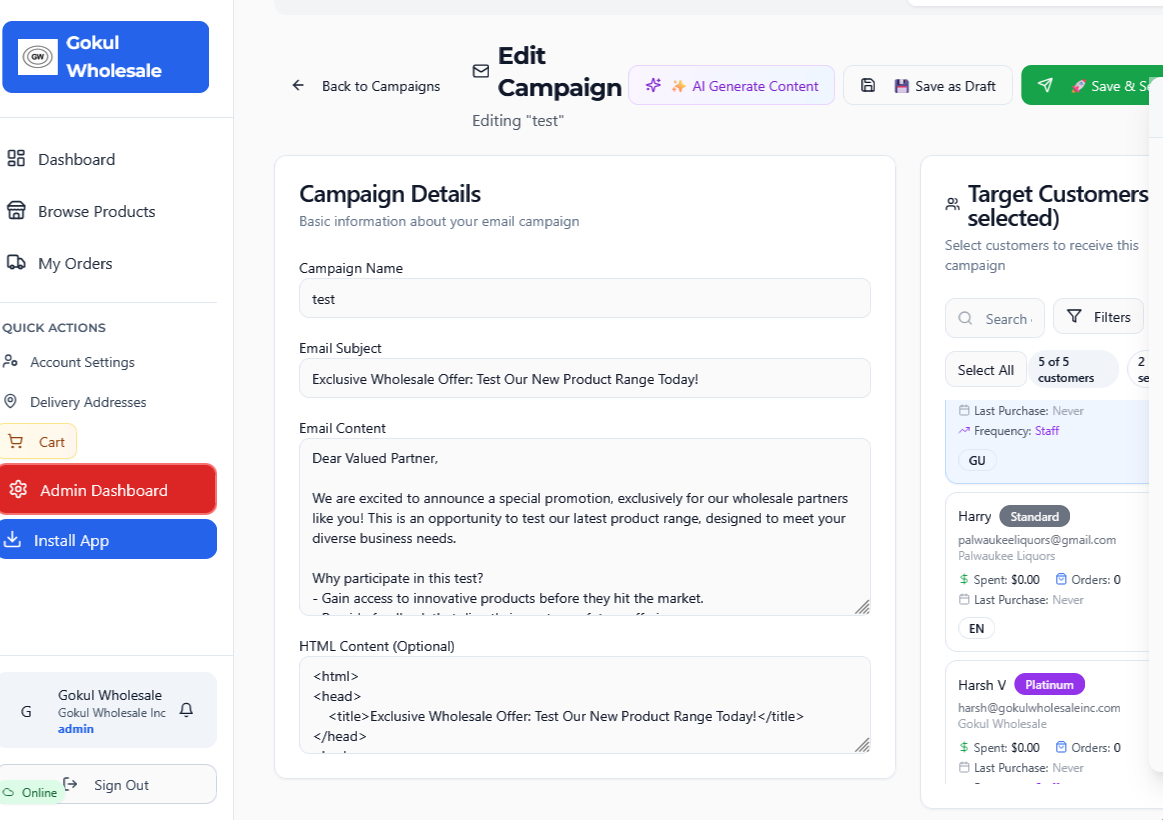 GW
Gokul
Wholesale
Dashboard
Browse Products
My Orders
QUICK ACTIONS
Account Settings
Delivery Addresses
Cart
Admin Dashboard
Install App
G
Gokul Wholesale
Gokul Wholesale Inc
admin
Online
Sign Out
Back to Campaigns
Edit
Campaign
Editing "test"
✨ AI Generate Content
💾 Save as Draft
🚀 Save &
Campaign Details
Basic information about your email campaign
Campaign Name
test
Email Subject
Exclusive Wholesale Offer: Test Our New Product Range Today!
Email Content
Dear Valued Partner,
We are excited to announce a special promotion, exclusively for our wholesale partners
like you! This is an opportunity to test our latest product range, designed to meet your
diverse business needs.
Why participate in this test?
- Gain access to innovative products before they hit the market.
HTML Content (Optional)
<html>
<head>
<title>Exclusive Wholesale Offer: Test Our New Product Range Today!</title>
</head>
Target Customers
selected)
Select customers to receive this
campaign
Search
Filters
Select All
5 of 5
customers
2
Last Purchase: Never
Frequency: Staff
GU
Harry Standard
palwaukeeliquors@gmail.com
Palwaukee Liquors
Spent: $0.00 Orders: 0
Last Purchase: Never
EN
Harsh V Platinum
harsh@gokulwholesaleinc.com
Gokul Wholesale
Spent: $0.00 Orders: 0
Last Purchase: Never